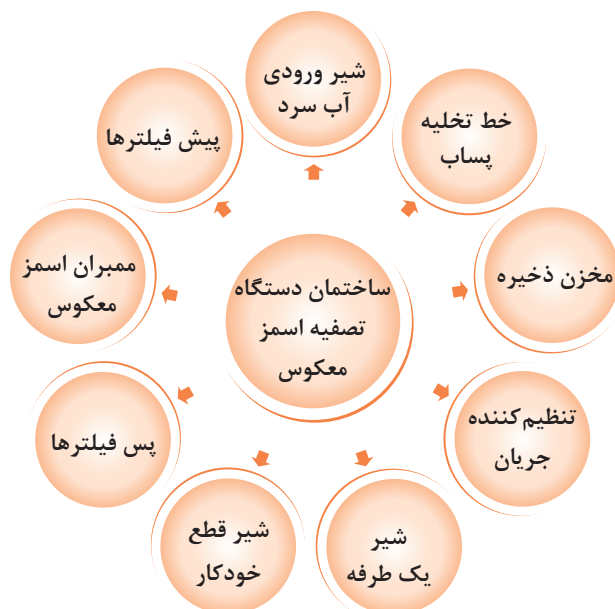 شیر ورودی
آب سرد
خط تخلیه
پساب
مخزن ذخیره
تنظیم‌کننده
جریان
شیر
یک طرفه
شیر قطع
خودکار
پس فیلترها
ممبران اسمز
معکوس
پیش فیلترها
ساختمان دستگاه
تصفیه اسمز
معکوس